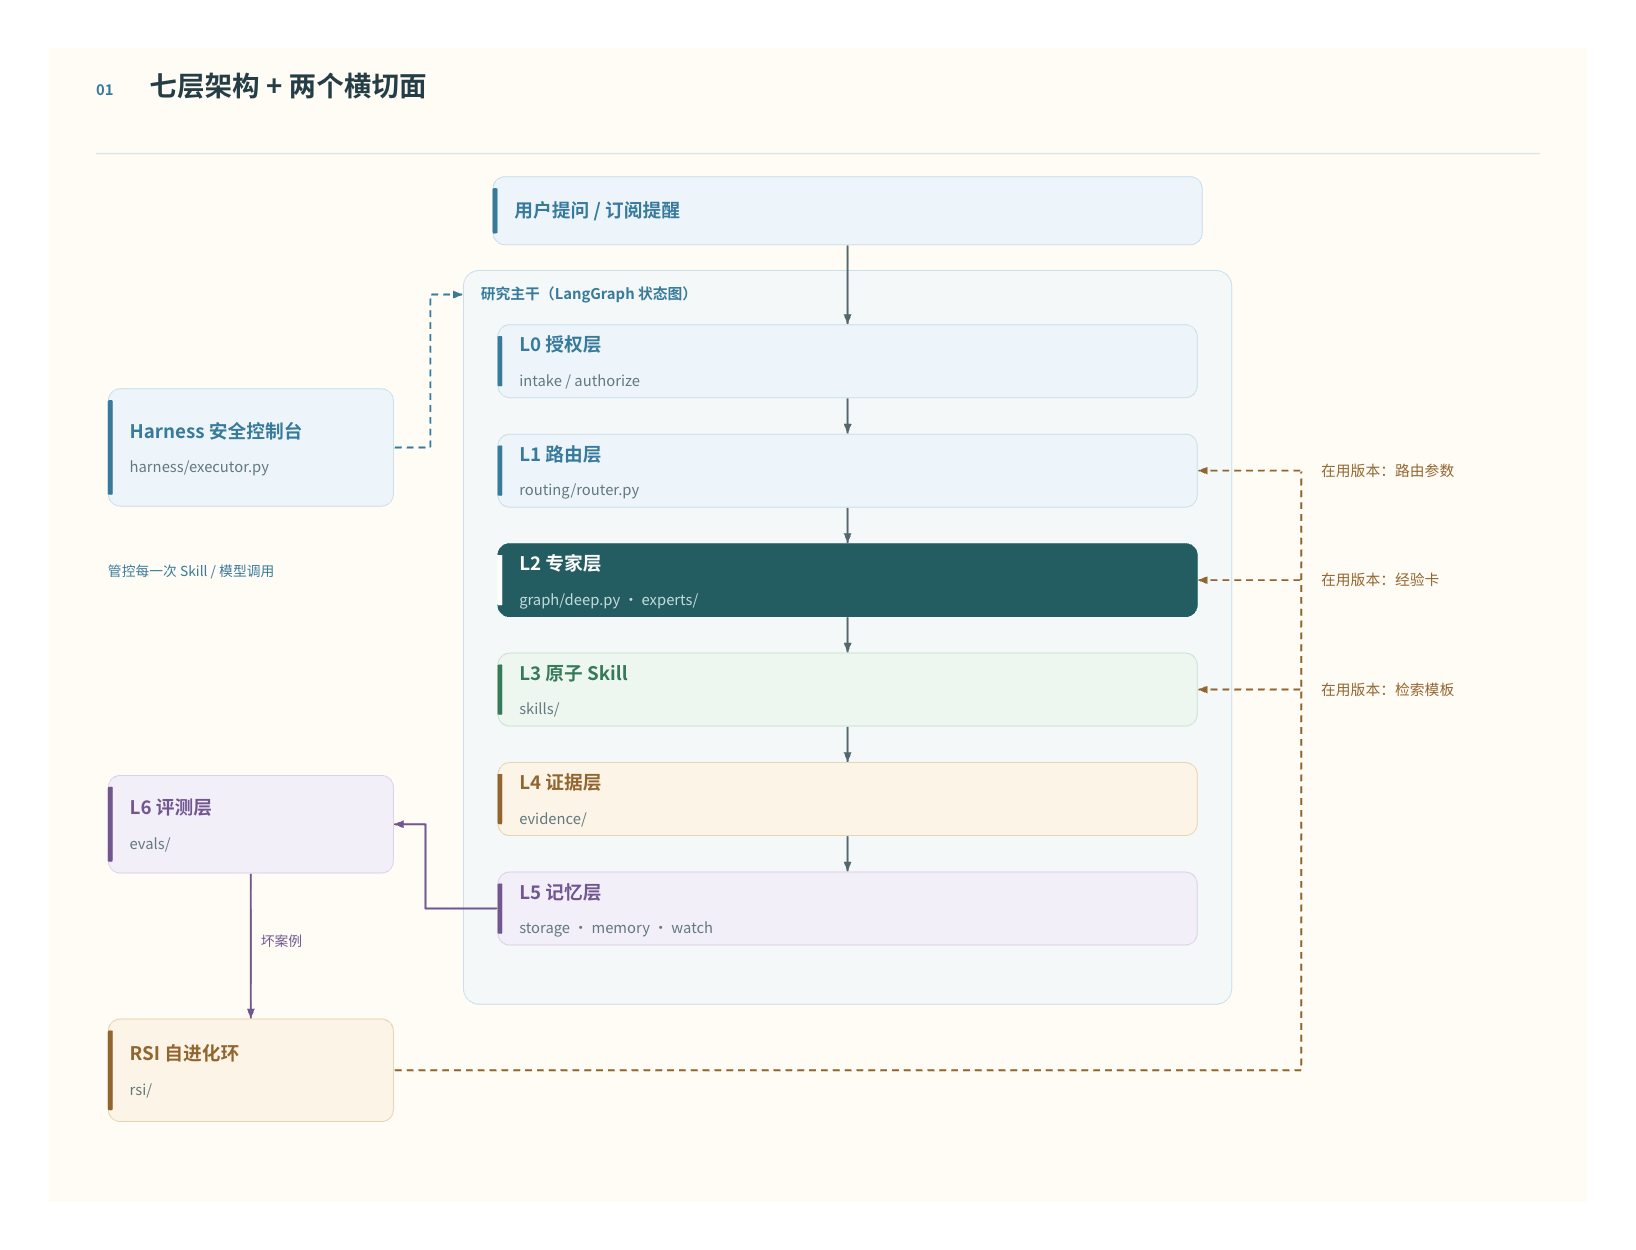 01 七层架构 + 两个横切面
用户提问 / 订阅提醒
研究主干（LangGraph 状态图）
L0 授权层
intake / authorize
Harness 安全控制台
harness/executor.py
L1 路由层
routing/router.py
在用版本：路由参数
管控每一次 Skill / 模型调用
L2 专家层
graph/deep.py · experts/
在用版本：经验卡
L3 原子 Skill
skills/
在用版本：检索模板
L4 证据层
evidence/
L6 评测层
evals/
L5 记忆层
storage · memory · watch
坏案例
RSI 自进化环
rsi/